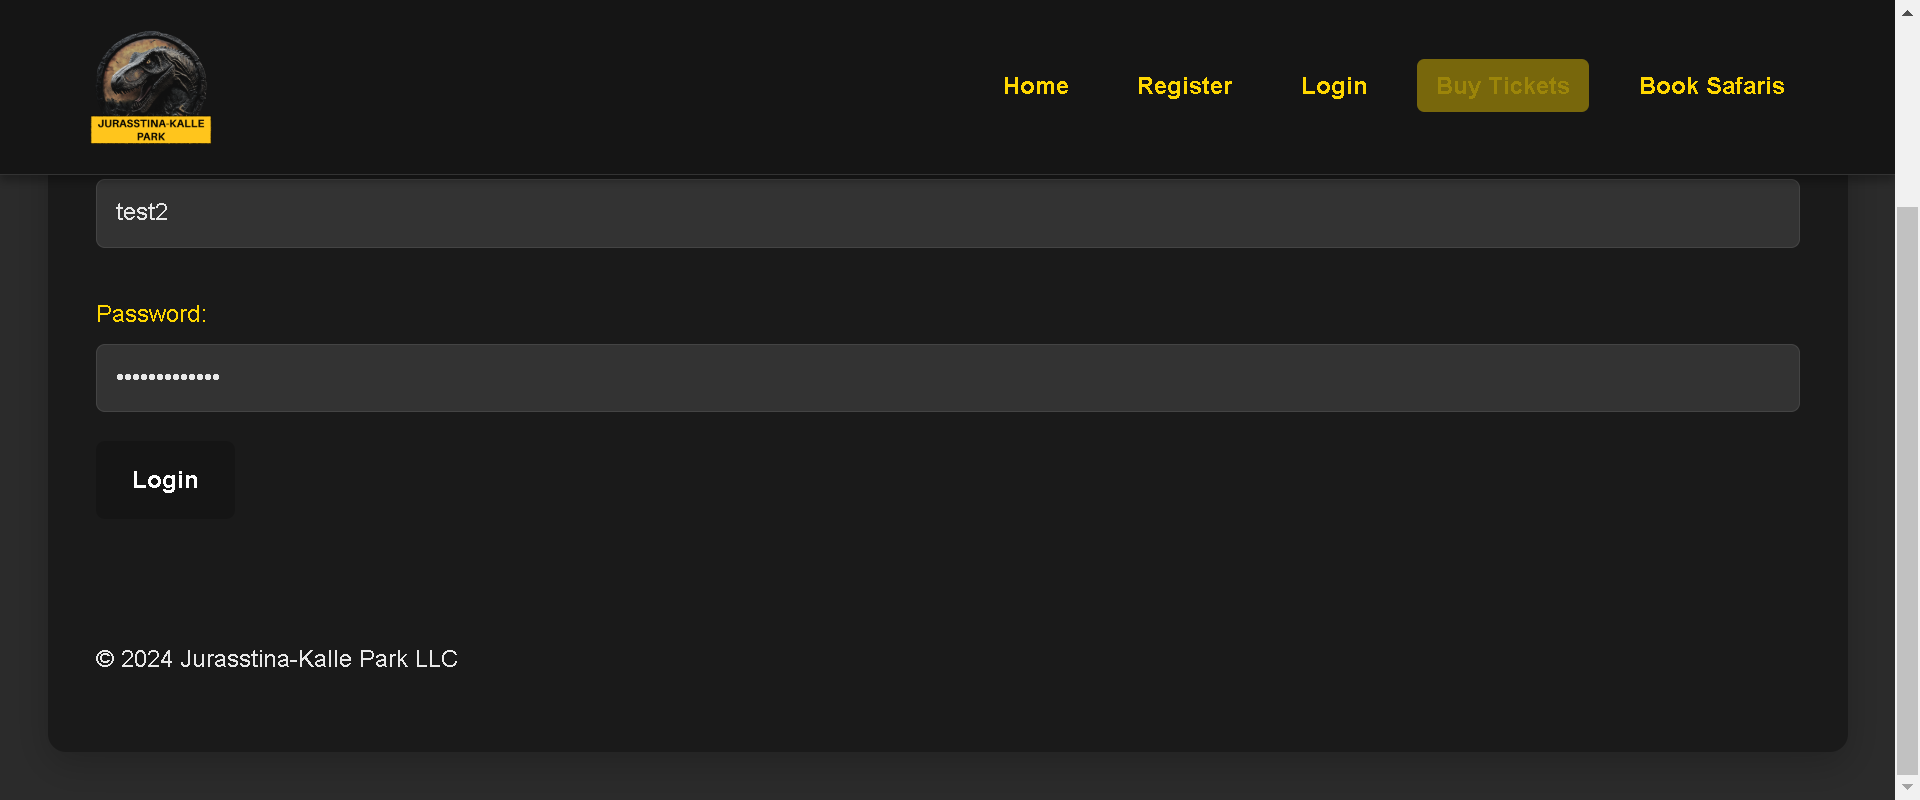 JURASSTINA-KALLE
PARK
Home
Register
Login
Buy Tickets
Book Safaris
test2
Password:
•••••••••••••
Login
© 2024 Jurasstina-Kalle Park LLC